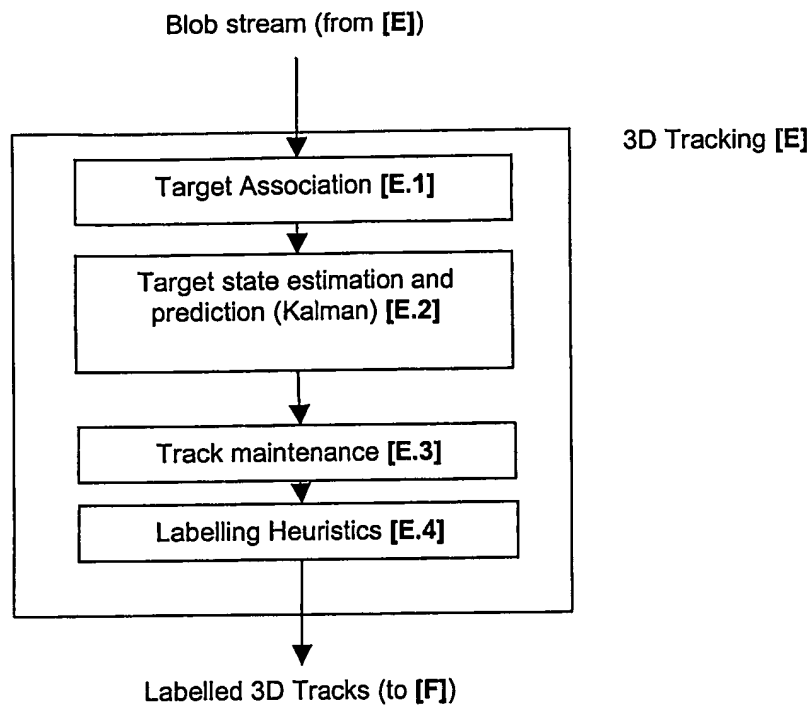 Blob stream (from [E])
3D Tracking [E]
Target Association [E.1]
Target state estimation and
prediction (Kalman) [E.2]
Track maintenance [E.3]
Labelling Heuristics [E.4]
Labelled 3D Tracks (to [F])